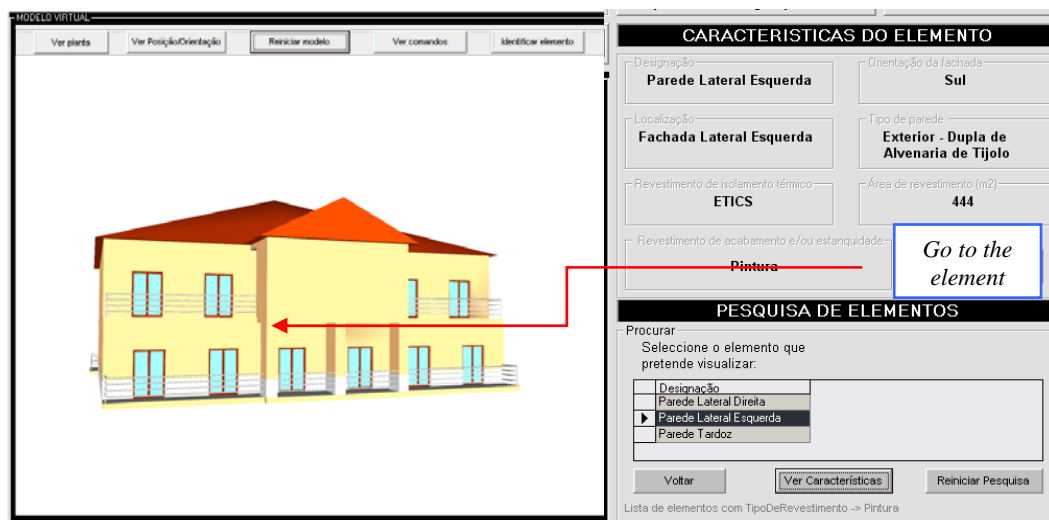 MODELO VIRTUAL
Ver planta
Ver Posição/Orientação
Reiniciar modelo
Ver comandos
Identificar elemento
CARACTERISTICAS DO ELEMENTO
Designação
Parede Lateral Esquerda
Orientação da fachada
Sul
Localização
Fachada Lateral Esquerda
Tipo de parede
Exterior - Dupla de
Alvenaria de Tijolo
Revestimento de isolamento térmico
ETICS
Área de revestimento (m2)
444
Revestimento de acabamento e/ou estanquidade
Pintura
Go to the
element
PESQUISA DE ELEMENTOS
Procurar
Seleccione o elemento que
pretende visualizar:
Designação
Parede Lateral Direita
Parede Lateral Esquerda
Parede Tardoz
Voltar
Ver Características
Reiniciar Pesquisa
Lista de elementos com TipoDeRevestimento -> Pintura